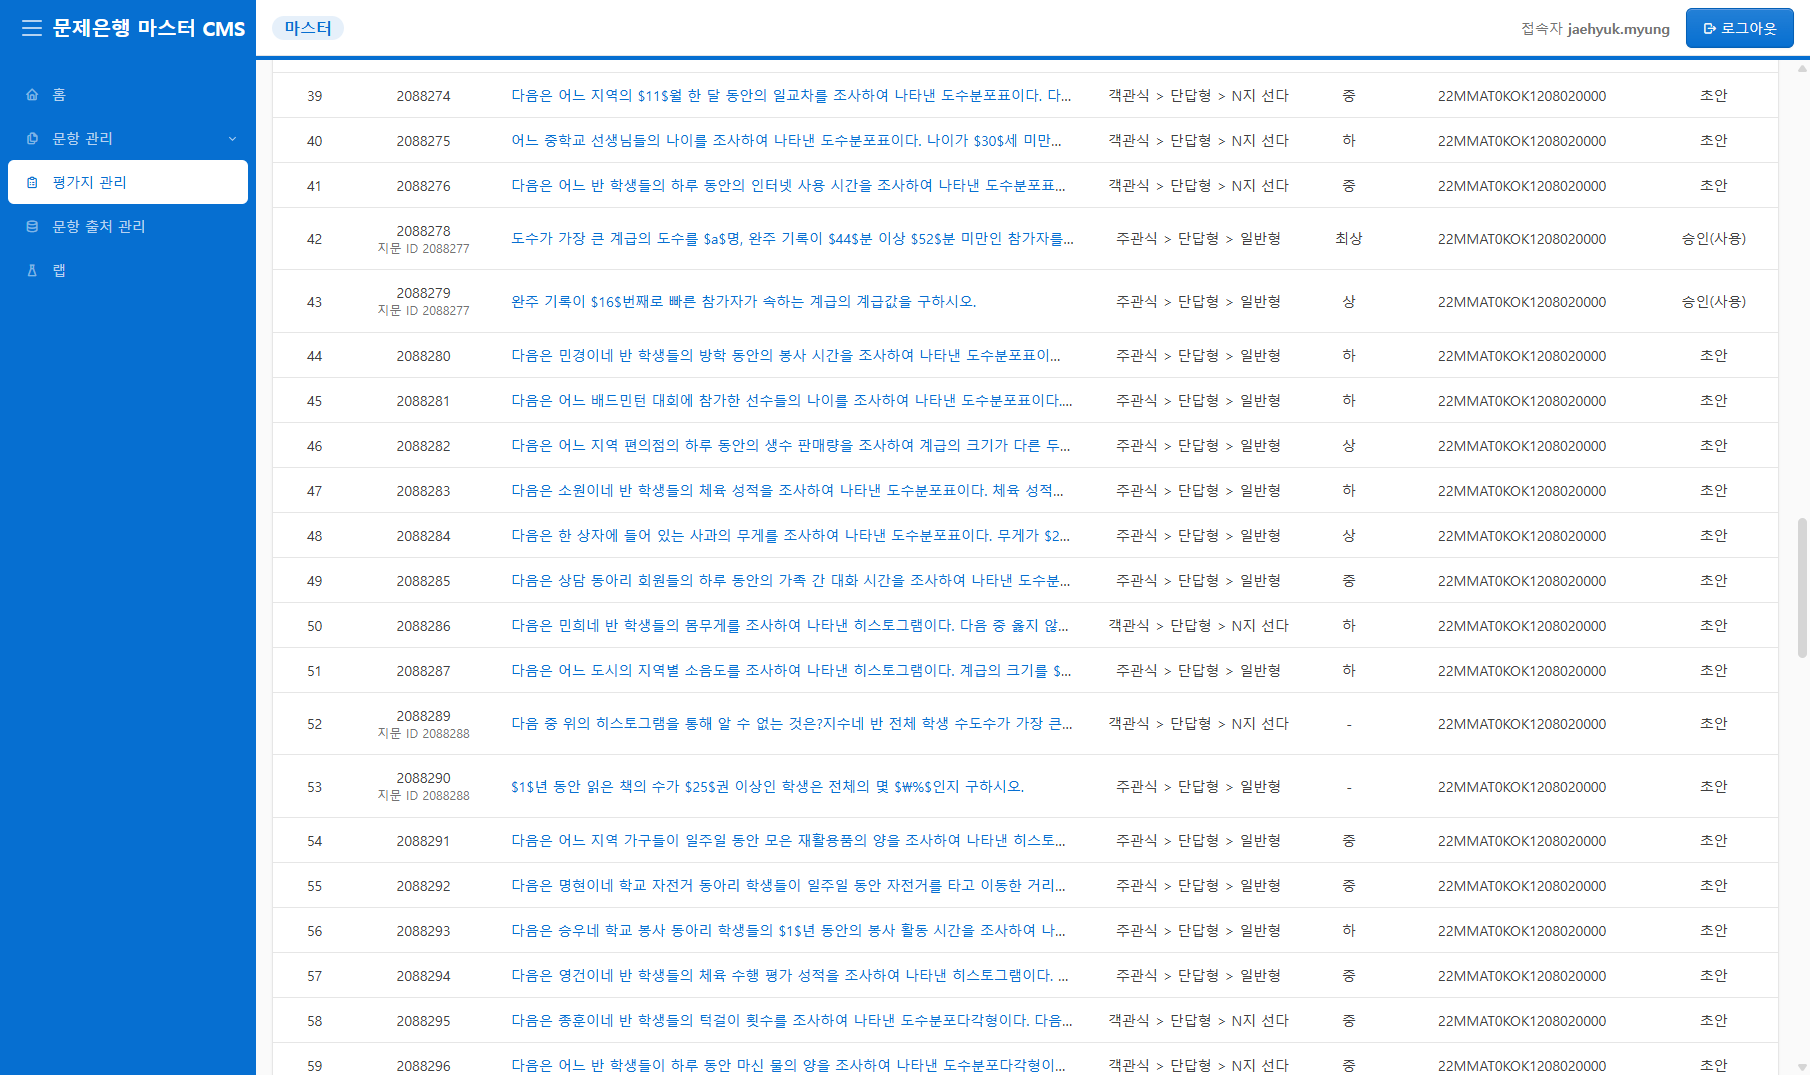 문제은행 마스터 CMS
마스터
접속자 jaehyuk.myung
로그아웃
홈
문항 관리
평가지 관리
문항 출처 관리
랩
39 2088274 다음은 어느 지역의 $11$월 한 달 동안의 일교차를 조사하여 나타낸 도수분포표이다. 다... 객관식 > 단답형 > N지 선다 중 22MMAT0KOK1208020000 초안
40 2088275 어느 중학교 선생님들의 나이를 조사하여 나타낸 도수분포표이다. 나이가 $30$세 미만... 객관식 > 단답형 > N지 선다 하 22MMAT0KOK1208020000 초안
41 2088276 다음은 어느 반 학생들의 하루 동안의 인터넷 사용 시간을 조사하여 나타낸 도수분포표... 객관식 > 단답형 > N지 선다 중 22MMAT0KOK1208020000 초안
42 2088278 도수가 가장 큰 계급의 도수를 $a$명, 완주 기록이 $44$분 이상 $52$분 미만인 참가자를... 주관식 > 단답형 > 일반형 최상 22MMAT0KOK1208020000 승인(사용)
지문 ID 2088277
43 2088279 완주 기록이 $16$번째로 빠른 참가자가 속하는 계급의 계급값을 구하시오. 주관식 > 단답형 > 일반형 상 22MMAT0KOK1208020000 승인(사용)
지문 ID 2088277
44 2088280 다음은 민경이네 반 학생들의 방학 동안의 봉사 시간을 조사하여 나타낸 도수분포표이... 주관식 > 단답형 > 일반형 하 22MMAT0KOK1208020000 초안
45 2088281 다음은 어느 배드민턴 대회에 참가한 선수들의 나이를 조사하여 나타낸 도수분포표이다.... 주관식 > 단답형 > 일반형 하 22MMAT0KOK1208020000 초안
46 2088282 다음은 어느 지역 편의점의 하루 동안의 생수 판매량을 조사하여 계급의 크기가 다른 두... 주관식 > 단답형 > 일반형 상 22MMAT0KOK1208020000 초안
47 2088283 다음은 소원이네 반 학생들의 체육 성적을 조사하여 나타낸 도수분포표이다. 체육 성적... 주관식 > 단답형 > 일반형 하 22MMAT0KOK1208020000 초안
48 2088284 다음은 한 상자에 들어 있는 사과의 무게를 조사하여 나타낸 도수분포표이다. 무게가 $2... 주관식 > 단답형 > 일반형 상 22MMAT0KOK1208020000 초안
49 2088285 다음은 상담 동아리 회원들의 하루 동안의 가족 간 대화 시간을 조사하여 나타낸 도수분... 주관식 > 단답형 > 일반형 중 22MMAT0KOK1208020000 초안
50 2088286 다음은 민희네 반 학생들의 몸무게를 조사하여 나타낸 히스토그램이다. 다음 중 옳지 않... 객관식 > 단답형 > N지 선다 하 22MMAT0KOK1208020000 초안
51 2088287 다음은 어느 도시의 지역별 소음도를 조사하여 나타낸 히스토그램이다. 계급의 크기를 $... 주관식 > 단답형 > 일반형 하 22MMAT0KOK1208020000 초안
52 2088289 다음 중 위의 히스토그램을 통해 알 수 없는 것은?지수네 반 전체 학생 수도수가 가장 큰... 객관식 > 단답형 > N지 선다 - 22MMAT0KOK1208020000 초안
지문 ID 2088288
53 2088290 $1$년 동안 읽은 책의 수가 $25$권 이상인 학생은 전체의 몇 $₩%$인지 구하시오. 주관식 > 단답형 > 일반형 - 22MMAT0KOK1208020000 초안
지문 ID 2088288
54 2088291 다음은 어느 지역 가구들이 일주일 동안 모은 재활용품의 양을 조사하여 나타낸 히스토... 주관식 > 단답형 > 일반형 중 22MMAT0KOK1208020000 초안
55 2088292 다음은 명현이네 학교 자전거 동아리 학생들이 일주일 동안 자전거를 타고 이동한 거리... 주관식 > 단답형 > 일반형 중 22MMAT0KOK1208020000 초안
56 2088293 다음은 승우네 학교 봉사 동아리 학생들의 $1$년 동안의 봉사 활동 시간을 조사하여 나... 주관식 > 단답형 > 일반형 하 22MMAT0KOK1208020000 초안
57 2088294 다음은 영건이네 반 학생들의 체육 수행 평가 성적을 조사하여 나타낸 히스토그램이다. ... 주관식 > 단답형 > 일반형 중 22MMAT0KOK1208020000 초안
58 2088295 다음은 종훈이네 반 학생들의 턱걸이 횟수를 조사하여 나타낸 도수분포다각형이다. 다음... 객관식 > 단답형 > N지 선다 중 22MMAT0KOK1208020000 초안
59 2088296 다음은 어느 반 학생들이 하루 동안 마신 물의 양을 조사하여 나타낸 도수분포다각형이... 객관식 > 단답형 > N지 선다 중 22MMAT0KOK1208020000 초안